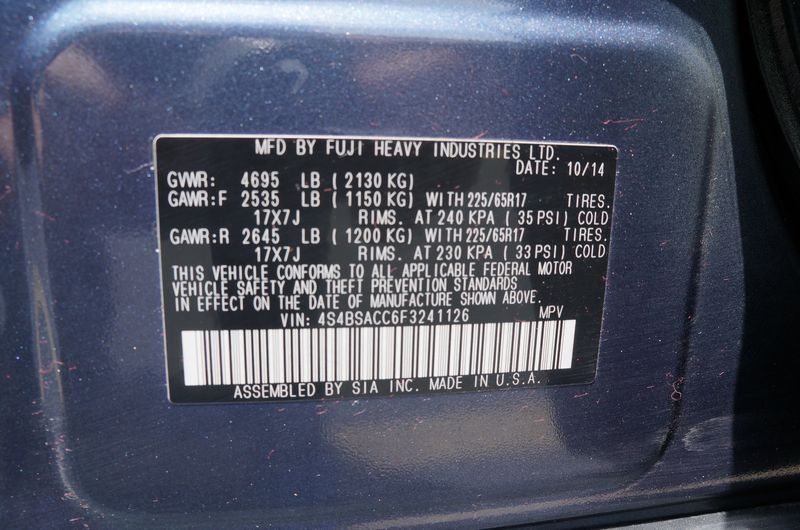 MFD BY FUJI HEAVY INDUSTRIES LTD.
DATE: 10/14
GVWR: 4695 LB ( 2130 KG)
GAWR:F 2535 LB ( 1150 KG) WITH 225/65R17 TIRES.
17X7J RIMS. AT 240 KPA ( 35 PSI) COLD
GAWR:R 2645 LB ( 1200 KG) WITH 225/65R17 TIRES.
17X7J RIMS. AT 230 KPA ( 33 PSI) COLD
THIS VEHICLE CONFORMS TO ALL APPLICABLE FEDERAL MOTOR
VEHICLE SAFETY AND THEFT PREVENTION STANDARDS
IN EFFECT ON THE DATE OF MANUFACTURE SHOWN ABOVE.
VIN: 4S4BSACC6F3241126 MPV
ASSEMBLED BY SIA INC. MADE IN U.S.A.